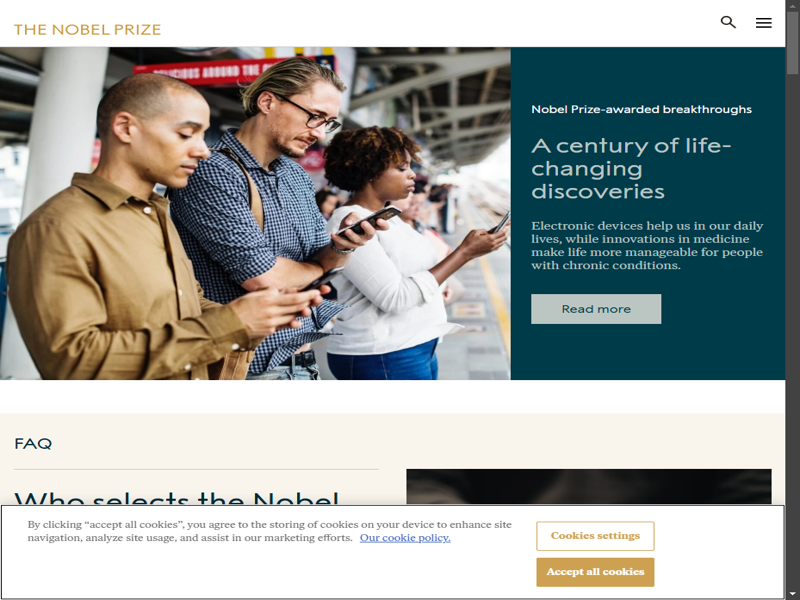 THE NOBEL PRIZE
Nobel Prize-awarded breakthroughs
A century of life-
changing
discoveries
Electronic devices help us in our daily
lives, while innovations in medicine
make life more manageable for people
with chronic conditions.
Read more
FAQ
Who selects the Nobel
By clicking “accept all cookies”, you agree to the storing of cookies on your device to enhance site
navigation, analyze site usage, and assist in our marketing efforts. Our cookie policy.
Cookies settings
Accept all cookies